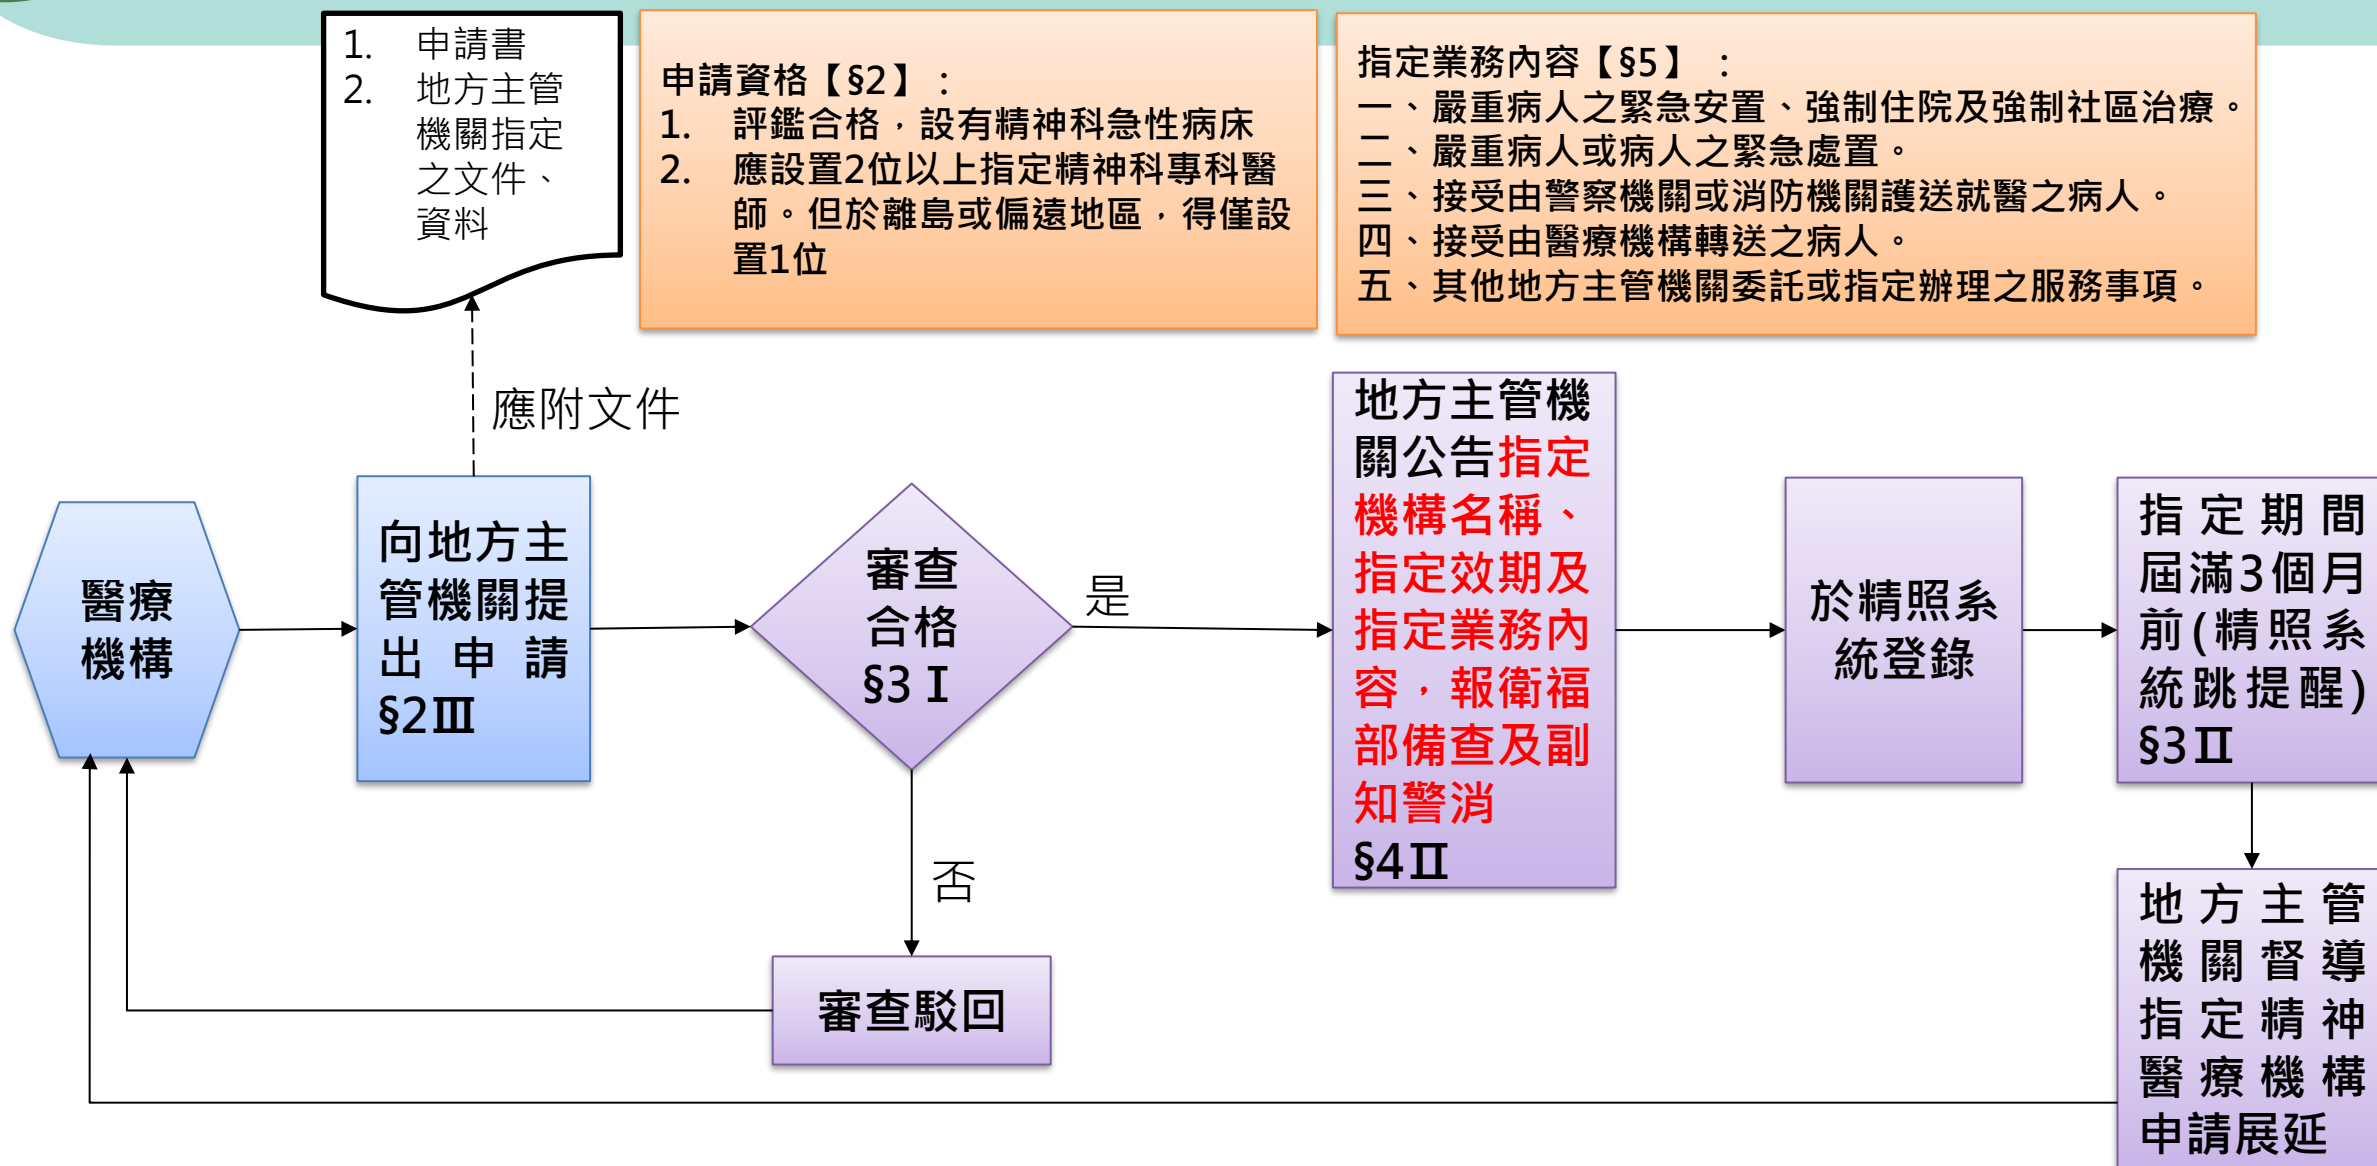 1. 申請書
2. 地方主管
機關指定
之文件、
資料
申請資格【§2】：
1. 評鑑合格，設有精神科急性病床
2. 應設置2位以上指定精神科專科醫
師。但於離島或偏遠地區，得僅設
置1位
指定業務內容【§5】：
一、嚴重病人之緊急安置、強制住院及強制社區治療。
二、嚴重病人或病人之緊急處置。
三、接受由警察機關或消防機關護送就醫之病人。
四、接受由醫療機構轉送之病人。
五、其他地方主管機關委託或指定辦理之服務事項。
應附文件
醫療
機構
向地方主
管機關提
出申請
§2Ⅲ
審查
合格
§3Ⅰ
是
否
審查駁回
地方主管機
關公告指定
機構名稱、
指定效期及
指定業務內
容，報衛福
部備查及副
知警消
§4Ⅱ
於精照系
統登錄
指定期間
屆滿3個月
前(精照系
統跳提醒)
§3Ⅱ
地方主管
機關督導
指定精神
醫療機構
申請展延